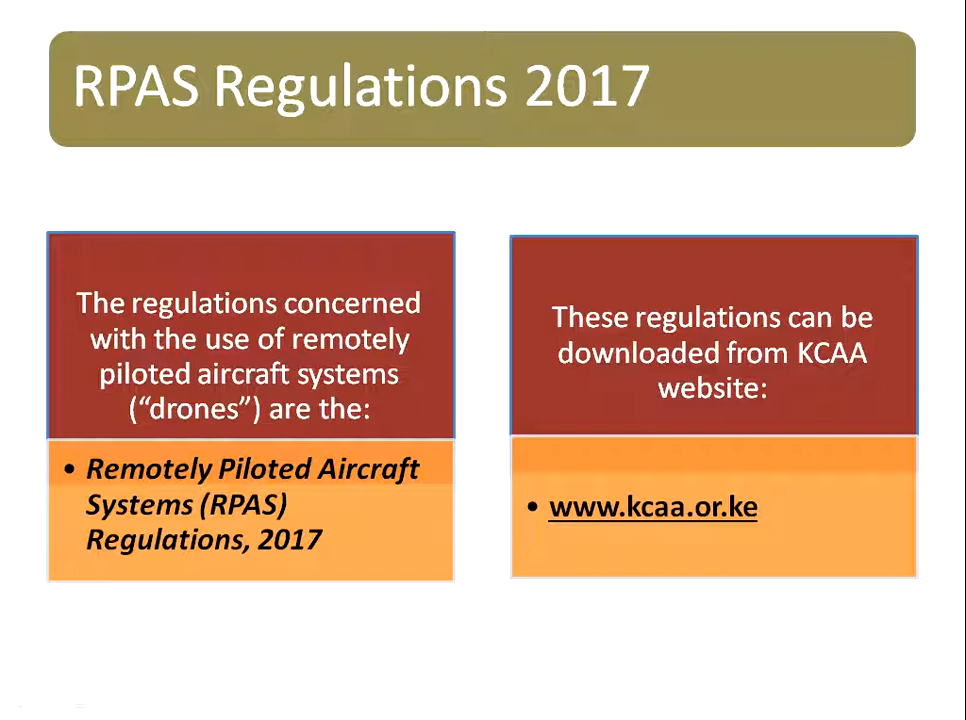 RPAS Regulations 2017
The regulations concerned
with the use of remotely
piloted aircraft systems
(“drones”) are the:
• Remotely Piloted Aircraft
Systems (RPAS)
Regulations, 2017
These regulations can be
downloaded from KCAA
website:
• www.kcaa.or.ke